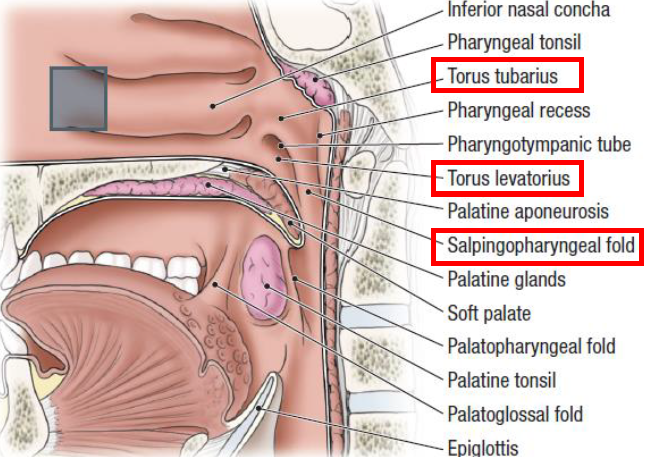 Inferior nasal concha
Pharyngeal tonsil
Torus tubarius
Pharyngeal recess
Pharyngotympanic tube
Torus levatorius
Palatine aponeurosis
Salpingopharyngeal fold
Palatine glands
Soft palate
Palatopharyngeal fold
Palatine tonsil
Palatoglossal fold
Epiglottis